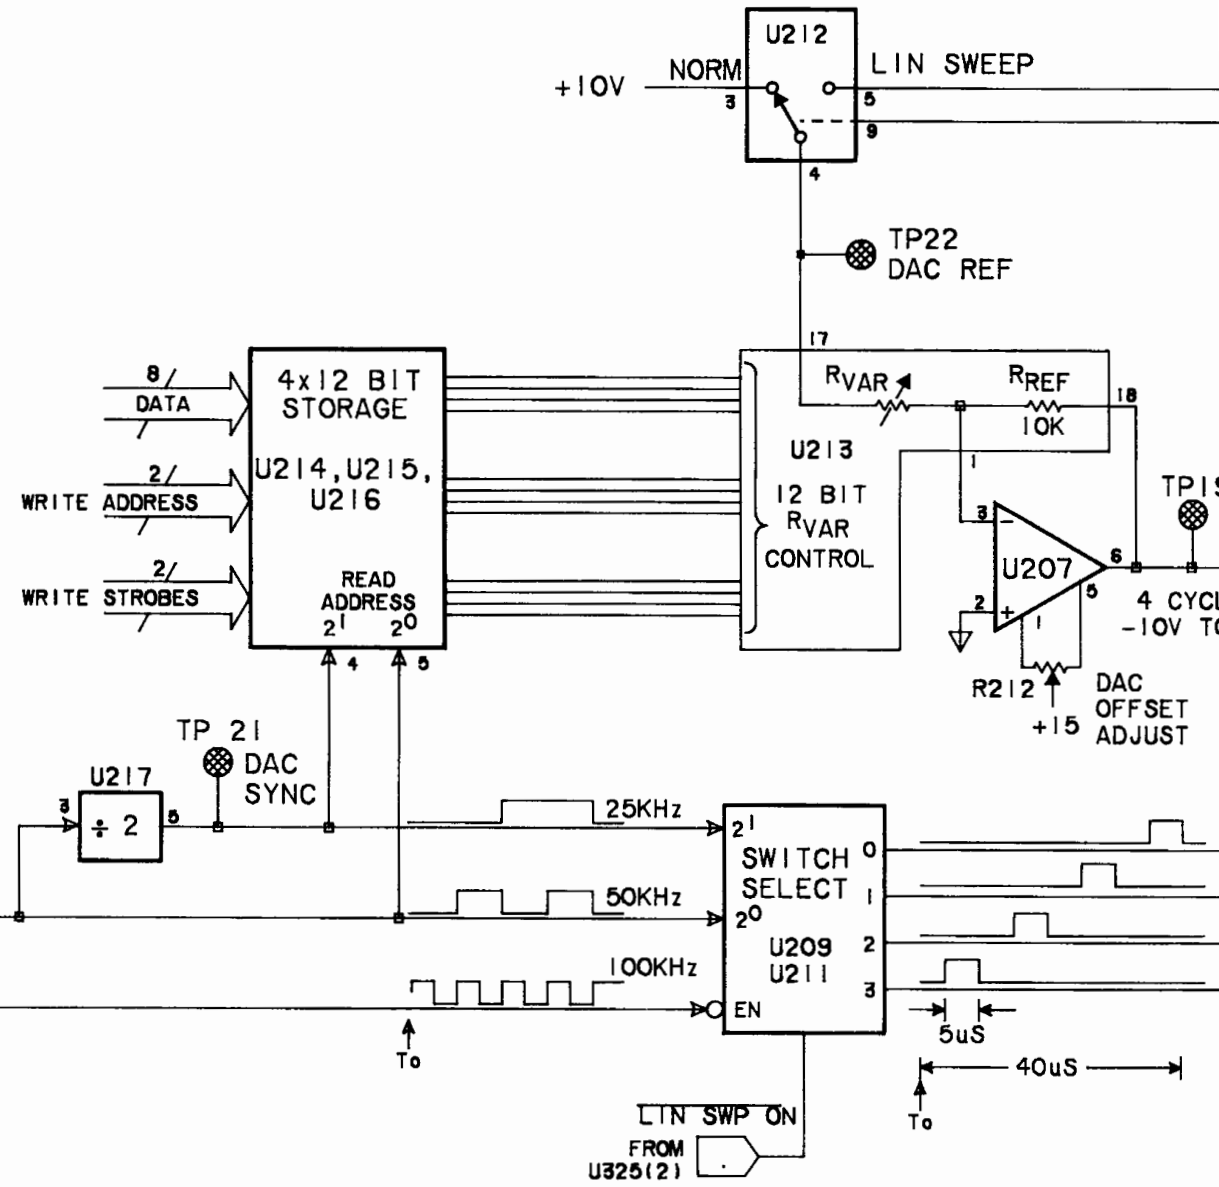 U212
LIN SWEEP
NORM
+10V
3
5
9
4
TP22
DAC REF
17
8/
DATA
2/
WRITE ADDRESS
2/
WRITE STROBES
4x12 BIT
STORAGE
U214, U215,
U216
READ
ADDRESS
2¹ 2⁰
4 5
RVAR
RREF
10K
18
U213
1
12 BIT
RVAR
CONTROL
3
−
U207
6
2
+
1
5
R212
+15
DAC
OFFSET
ADJUST
4 CYCL
-10V TO
TP 21
DAC
SYNC
U217
3
÷ 2
5
25KHz
50KHz
100KHz
To
2¹
SWITCH
SELECT
2⁰
U209
U211
EN
0
1
2
3
5uS
40uS
To
LIN SWP ON
FROM
U325(2)